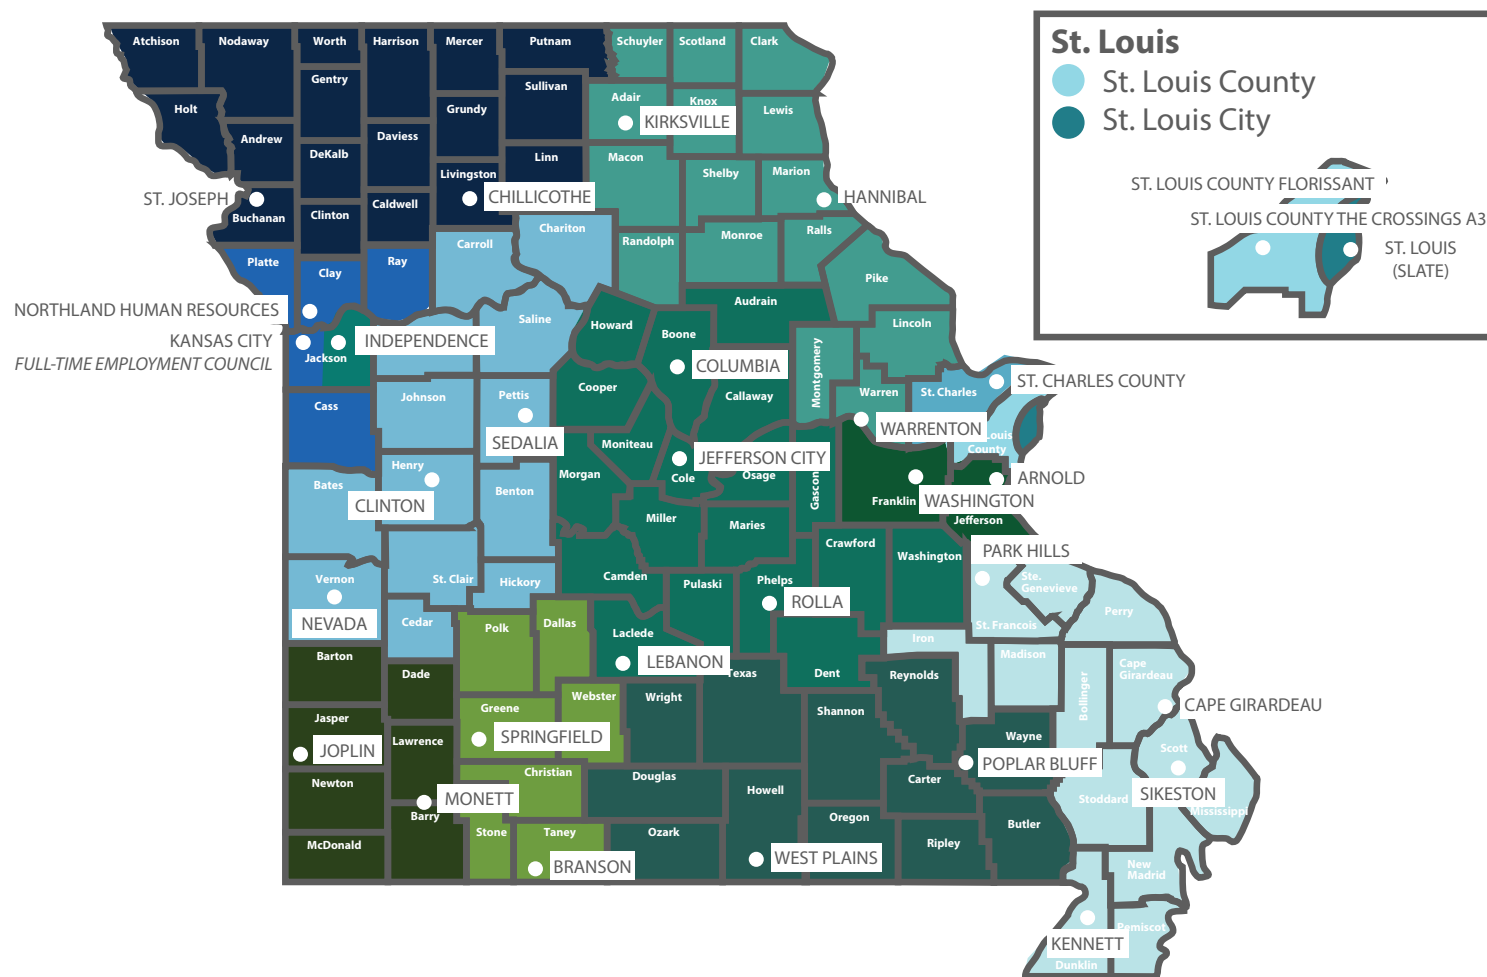 Atchison
Nodaway
Worth
Harrison
Mercer
Putnam
Schuyler
Scotland
Clark
St. Louis
St. Louis County
St. Louis City
Holt
Gentry
Sullivan
Adair
Knox
Lewis
Grundy
KIRKSVILLE
Andrew
DeKalb
Daviess
Linn
Macon
Shelby
Marion
Livingston
ST. JOSEPH
Buchanan
Clinton
Caldwell
CHILLICOTHE
HANNIBAL
ST. LOUIS COUNTY FLORISSANT
ST. LOUIS COUNTY THE CROSSINGS A3
ST. LOUIS
(SLATE)
Platte
Clay
Ray
Carroll
Chariton
Randolph
Monroe
Ralls
Pike
NORTHLAND HUMAN RESOURCES
KANSAS CITY
FULL-TIME EMPLOYMENT COUNCIL
INDEPENDENCE
Jackson
Saline
Howard
Boone
Audrain
Lincoln
COLUMBIA
Montgomery
Cass
Johnson
Pettis
SEDALIA
Cooper
Callaway
Warren
WARRENTON
St. Charles
ST. CHARLES COUNTY
Louis
County
Bates
Henry
CLINTON
Benton
Morgan
Moniteau
JEFFERSON CITY
Cole
Osage
Gascon
Franklin
WASHINGTON
ARNOLD
Jefferson
Vernon
NEVADA
St. Clair
Hickory
Miller
Maries
Camden
Pulaski
Phelps
ROLLA
Crawford
Washington
PARK HILLS
Ste.
Genevieve
St. Francois
Perry
Cedar
Polk
Dallas
Laclede
LEBANON
Iron
Madison
Barton
Dade
Greene
Webster
Wright
Texas
Dent
Reynolds
Bollinger
Cape
Girardeau
CAPE GIRARDEAU
Jasper
JOPLIN
Lawrence
SPRINGFIELD
Shannon
Wayne
POPLAR BLUFF
Scott
SIKESTON
Newton
MONETT
Barry
Christian
Douglas
Howell
Carter
Stoddard
Mississippi
McDonald
Stone
Taney
BRANSON
Ozark
WEST PLAINS
Oregon
Ripley
Butler
New
Madrid
KENNETT
Pemiscot
Dunklin